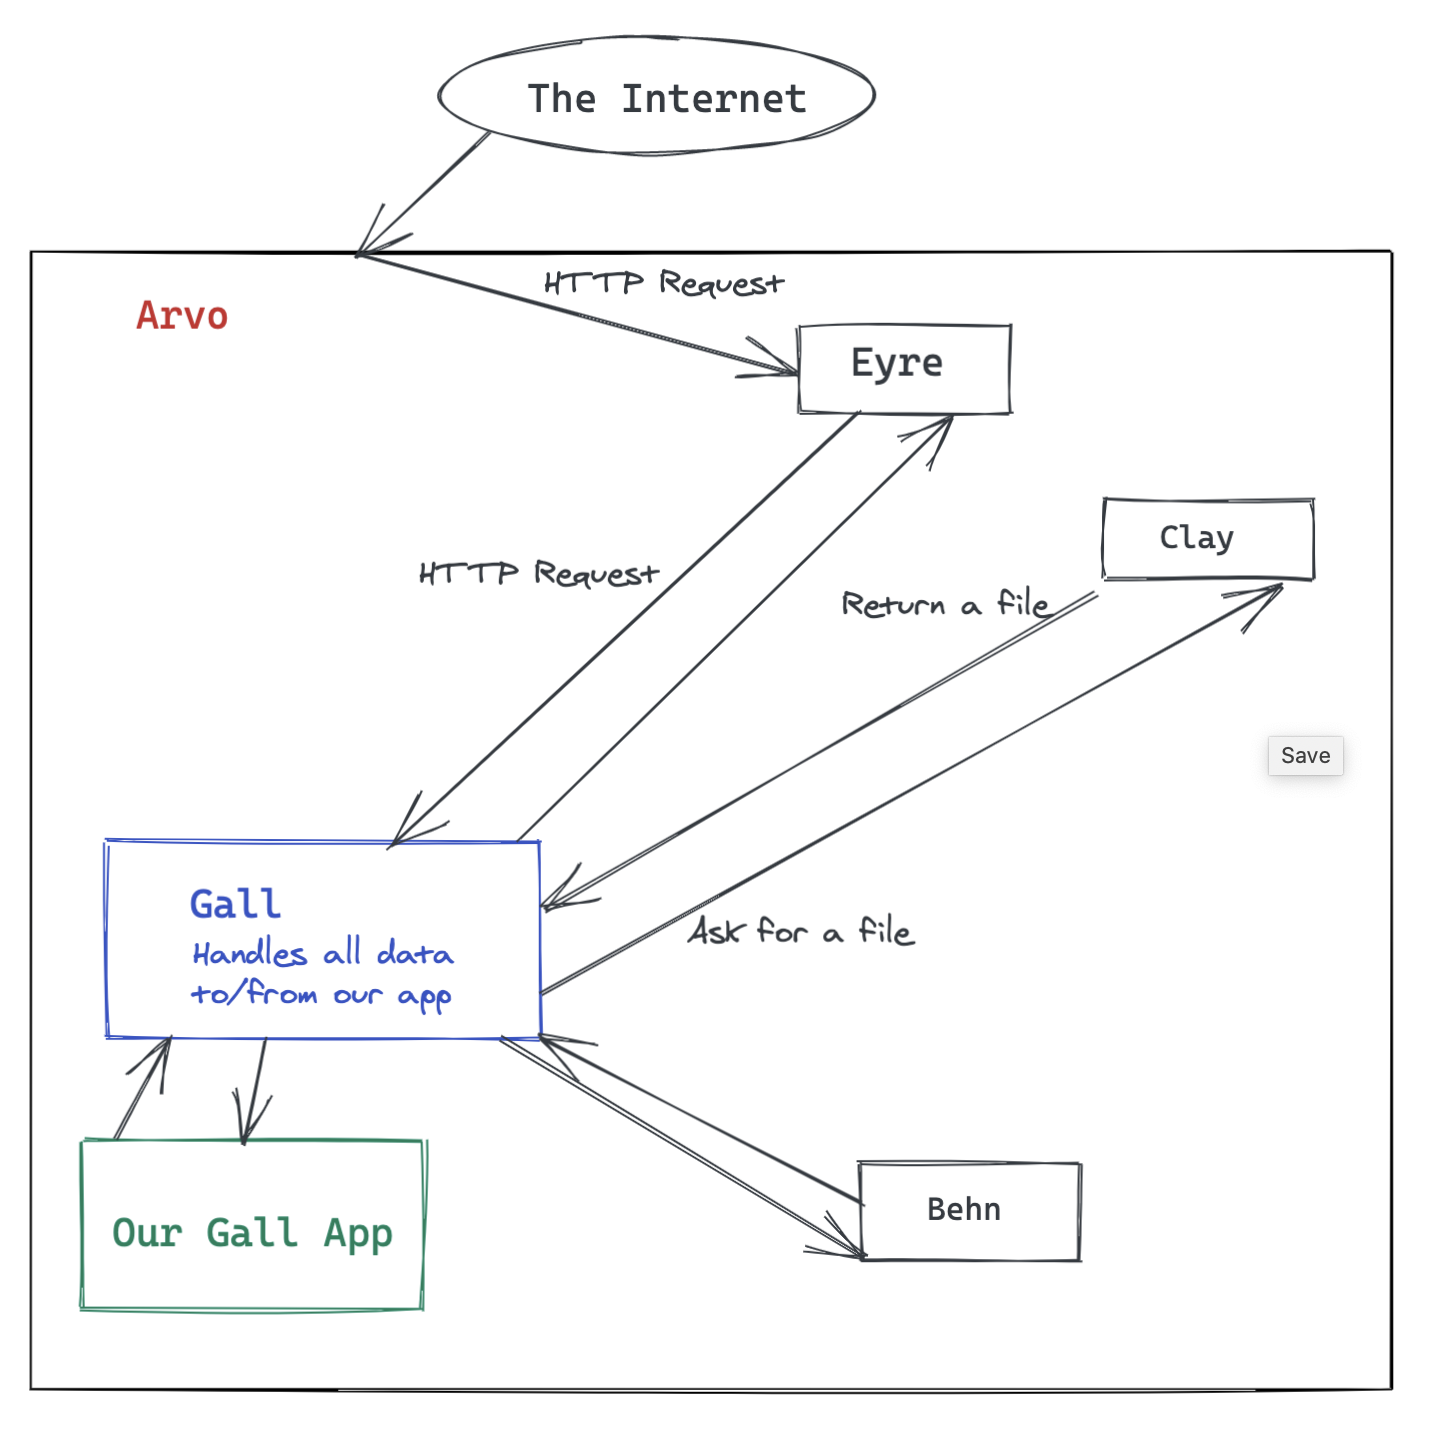 The Internet
HTTP Request
Arvo
Eyre
Clay
HTTP Request
Return a file
Save
Gall
Handles all data
to/from our app
Ask for a file
Behn
Our Gall App